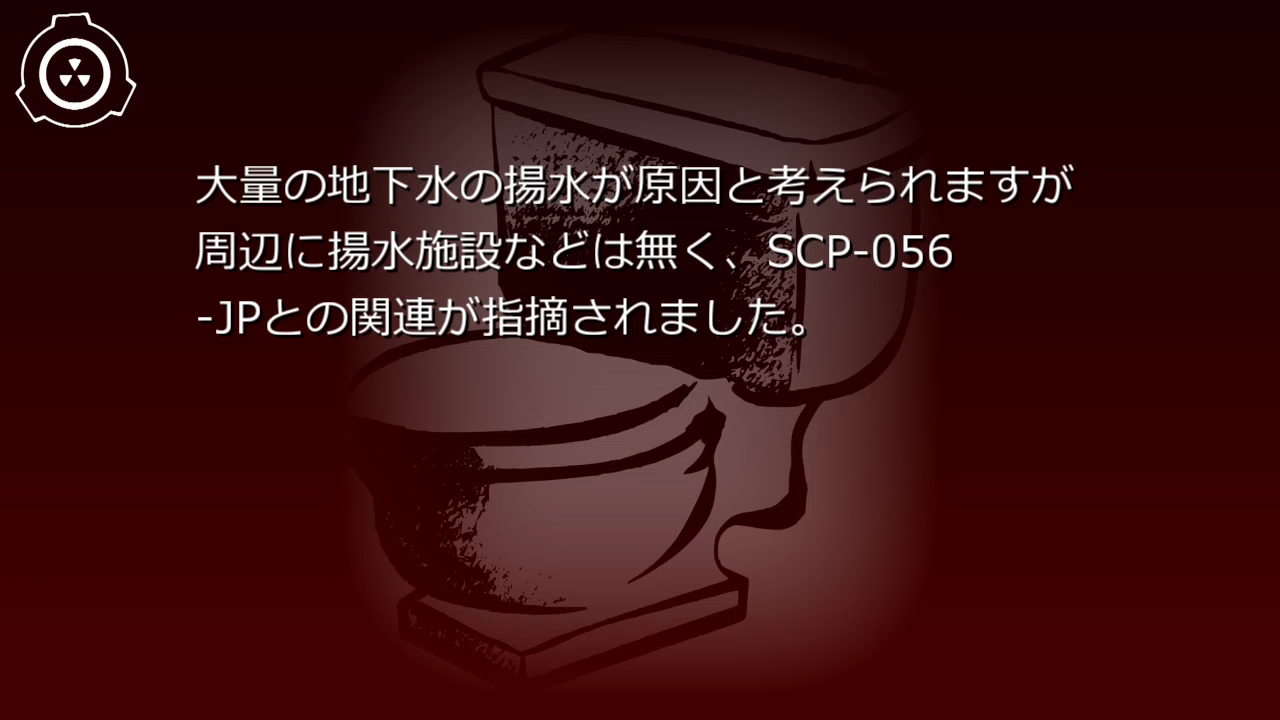 大量の地下水の揚水が原因と考えられますが
周辺に揚水施設などは無く、SCP-056
-JPとの関連が指摘されました。